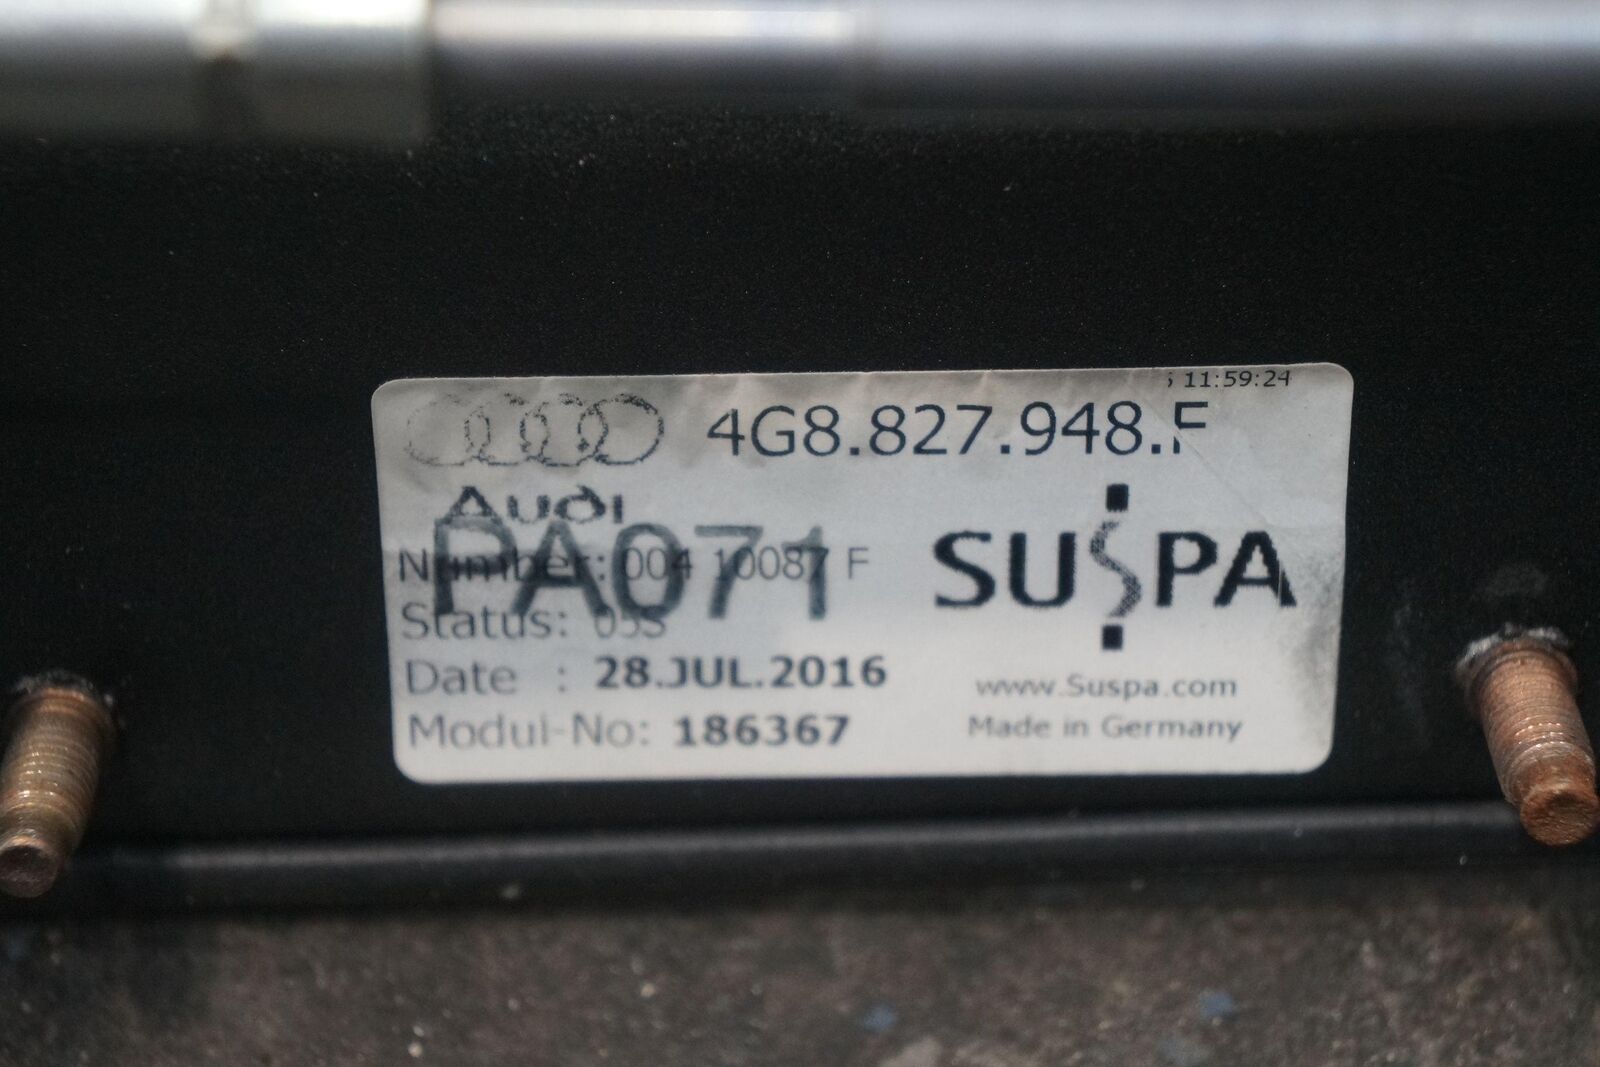 11:59:24
4G8.827.948.F
Audi
PA071
Number: 004 10087 F
Status: 05S
SUSPA
Date : 28.JUL.2016
www.Suspa.com
Modul-No: 186367
Made in Germany